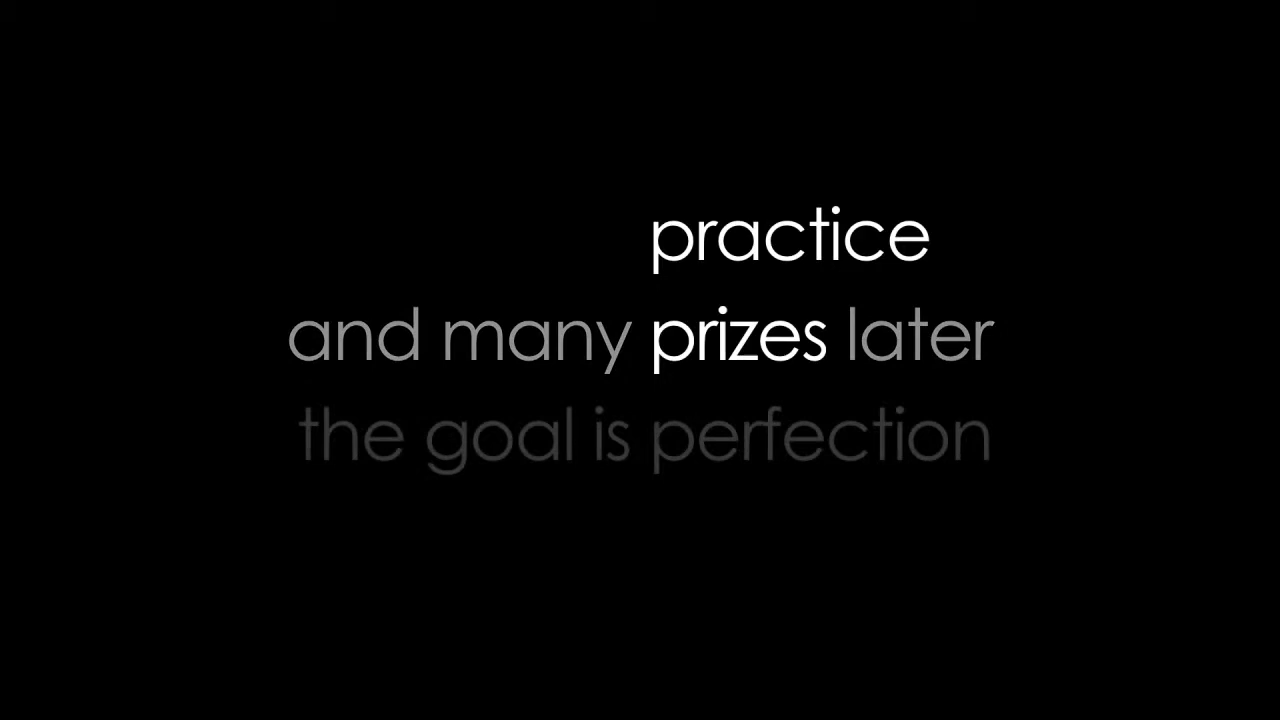 practice
and many prizes later
the goal is perfection